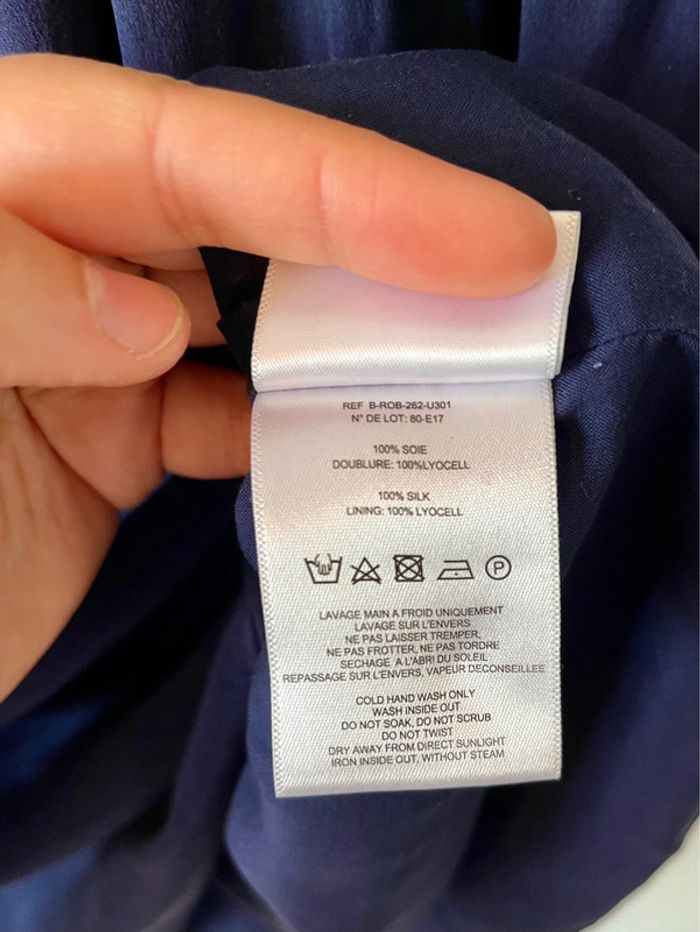 REF B-ROB-262-U301
N° DE LOT: 80-E17
100% SOIE
DOUBLURE: 100%LYOCELL
100% SILK
LINING: 100% LYOCELL
P
LAVAGE MAIN A FROID UNIQUEMENT
LAVAGE SUR L'ENVERS
NE PAS LAISSER TREMPER,
NE PAS FROTTER, NE PAS TORDRE
SECHAGE A L'ABRI DU SOLEIL
REPASSAGE SUR L'ENVERS, VAPEUR DECONSEILLEE
COLD HAND WASH ONLY
WASH INSIDE OUT
DO NOT SOAK, DO NOT SCRUB
DO NOT TWIST
DRY AWAY FROM DIRECT SUNLIGHT
IRON INSIDE OUT, WITHOUT STEAM